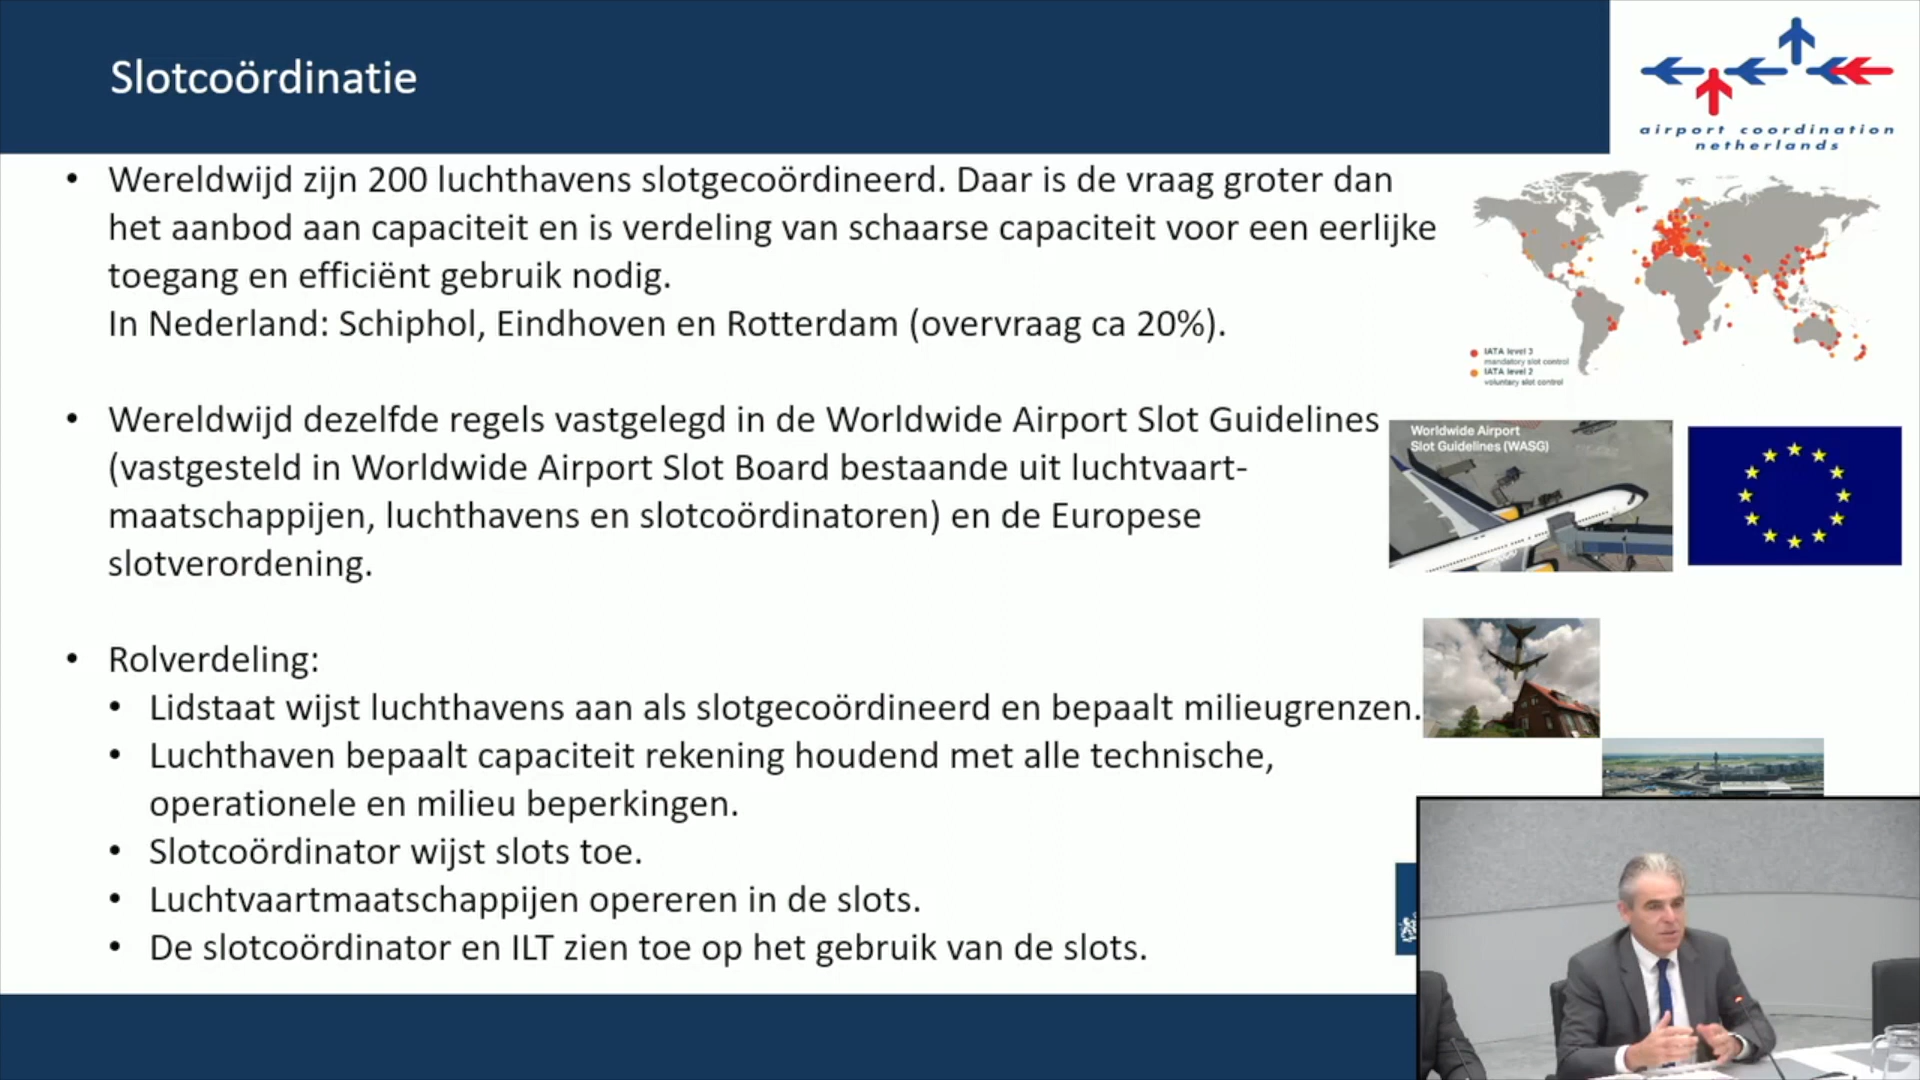 Slotcoördinatie
airport coordination
netherlands
• Wereldwijd zijn 200 luchthavens slotgecoördineerd. Daar is de vraag groter dan
het aanbod aan capaciteit en is verdeling van schaarse capaciteit voor een eerlijke
toegang en efficiënt gebruik nodig.
In Nederland: Schiphol, Eindhoven en Rotterdam (overvraag ca 20%).
IATA level 3
mandatory slot control
IATA level 2
voluntary slot control
• Wereldwijd dezelfde regels vastgelegd in de Worldwide Airport Slot Guidelines
(vastgesteld in Worldwide Airport Slot Board bestaande uit luchtvaart-
maatschappijen, luchthavens en slotcoördinatoren) en de Europese
slotverordening.
Worldwide Airport
Slot Guidelines (WASG)
• Rolverdeling:
• Lidstaat wijst luchthavens aan als slotgecoördineerd en bepaalt milieugrenzen.
• Luchthaven bepaalt capaciteit rekening houdend met alle technische,
operationele en milieu beperkingen.
• Slotcoördinator wijst slots toe.
• Luchtvaartmaatschappijen opereren in de slots.
• De slotcoördinator en ILT zien toe op het gebruik van de slots.